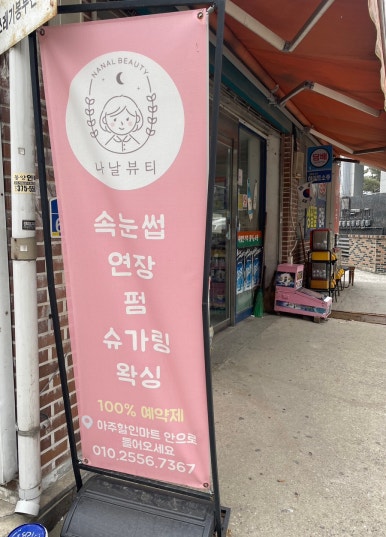 NANAL BEAUTY
나날뷰티
속눈썹
연장
펌
슈가링
왁싱
100% 예약제
아주할인마트 안으로
들어오세요
010.2556.7367
담배